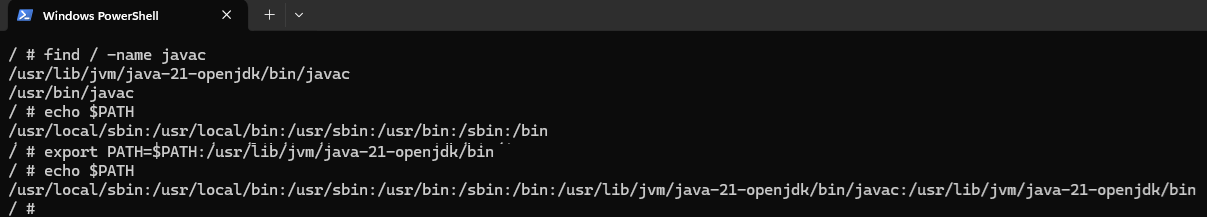 Windows PowerShell
/ # find / -name javac
/usr/lib/jvm/java-21-openjdk/bin/javac
/usr/bin/javac
/ # echo $PATH
/usr/local/sbin:/usr/local/bin:/usr/sbin:/usr/bin:/sbin:/bin
/ # export PATH=$PATH:/usr/lib/jvm/java-21-openjdk/bin
/ # echo $PATH
/usr/local/sbin:/usr/local/bin:/usr/sbin:/usr/bin:/sbin:/bin:/usr/lib/jvm/java-21-openjdk/bin/javac:/usr/lib/jvm/java-21-openjdk/bin
/ #